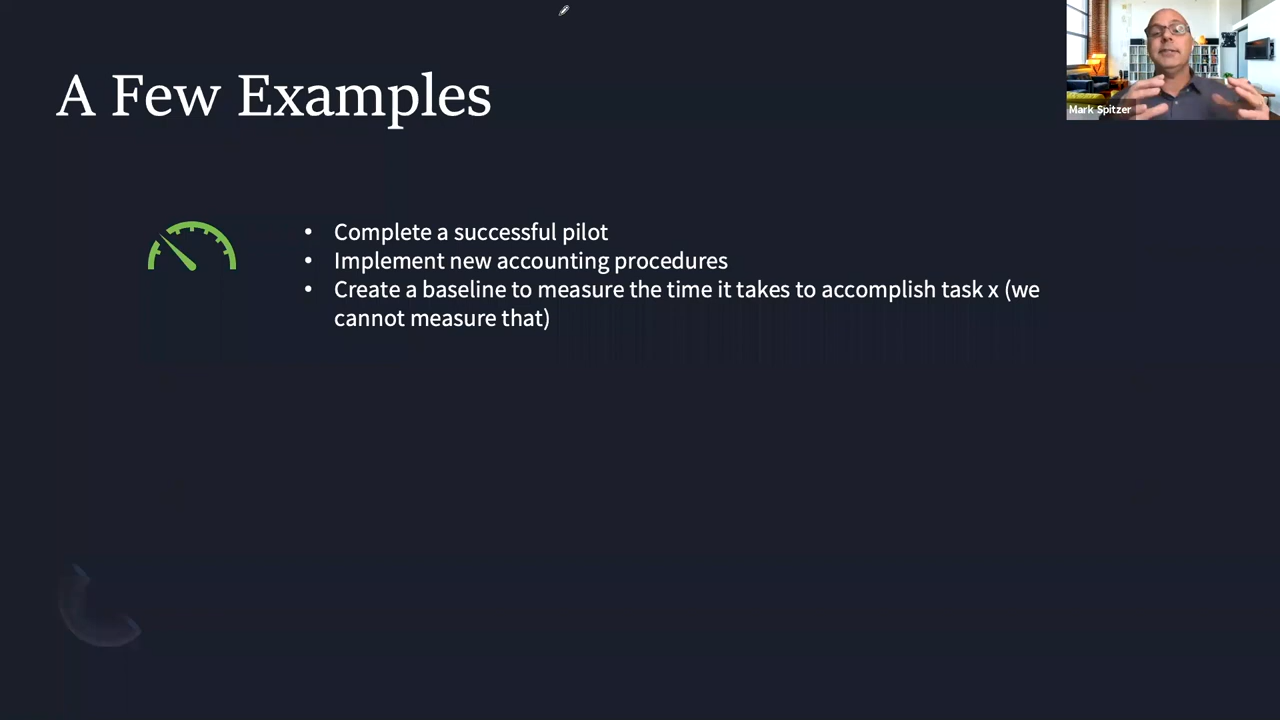 A Few Examples
Mark Spitzer
• Complete a successful pilot
• Implement new accounting procedures
• Create a baseline to measure the time it takes to accomplish task x (we
cannot measure that)